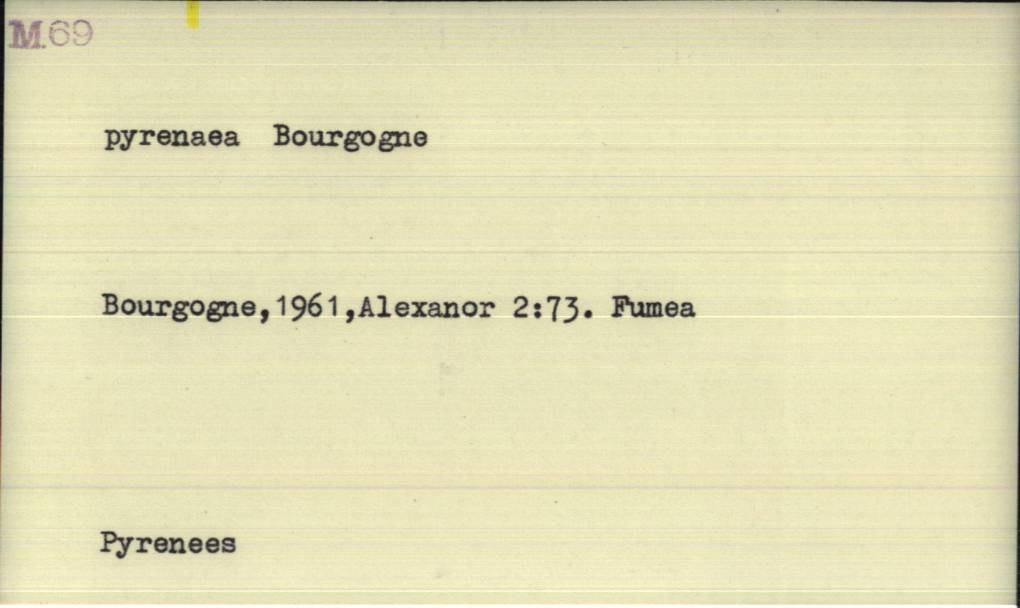 M.69
pyrenaea Bourgogne
Bourgogne,1961,Alexanor 2:73. Fumea
Pyrenees